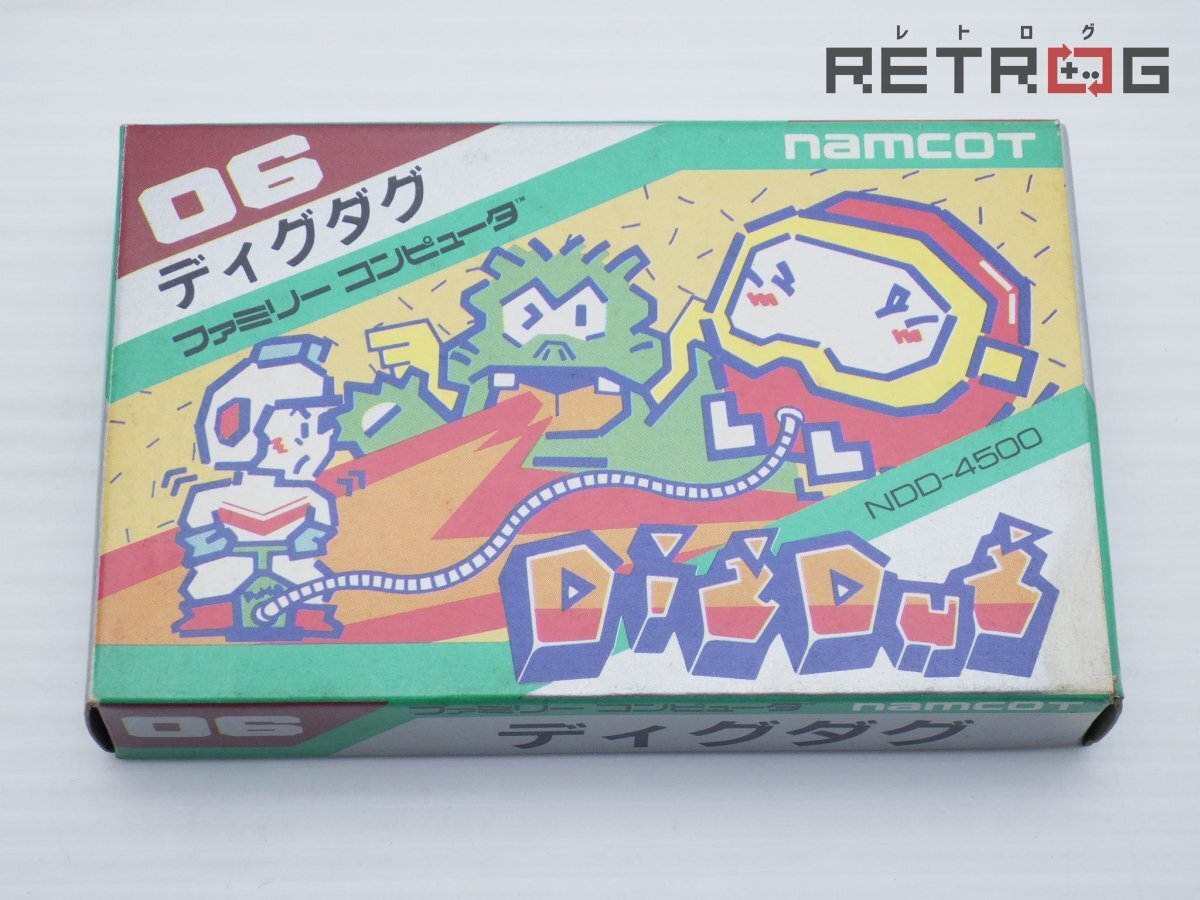 レトログ
RETROG
06
namcot
ディグダグ
ファミリー コンピュータ™
NDD-4500
DiG DuG
06
ファミリー コンピュータ
namcot
ディグダグ